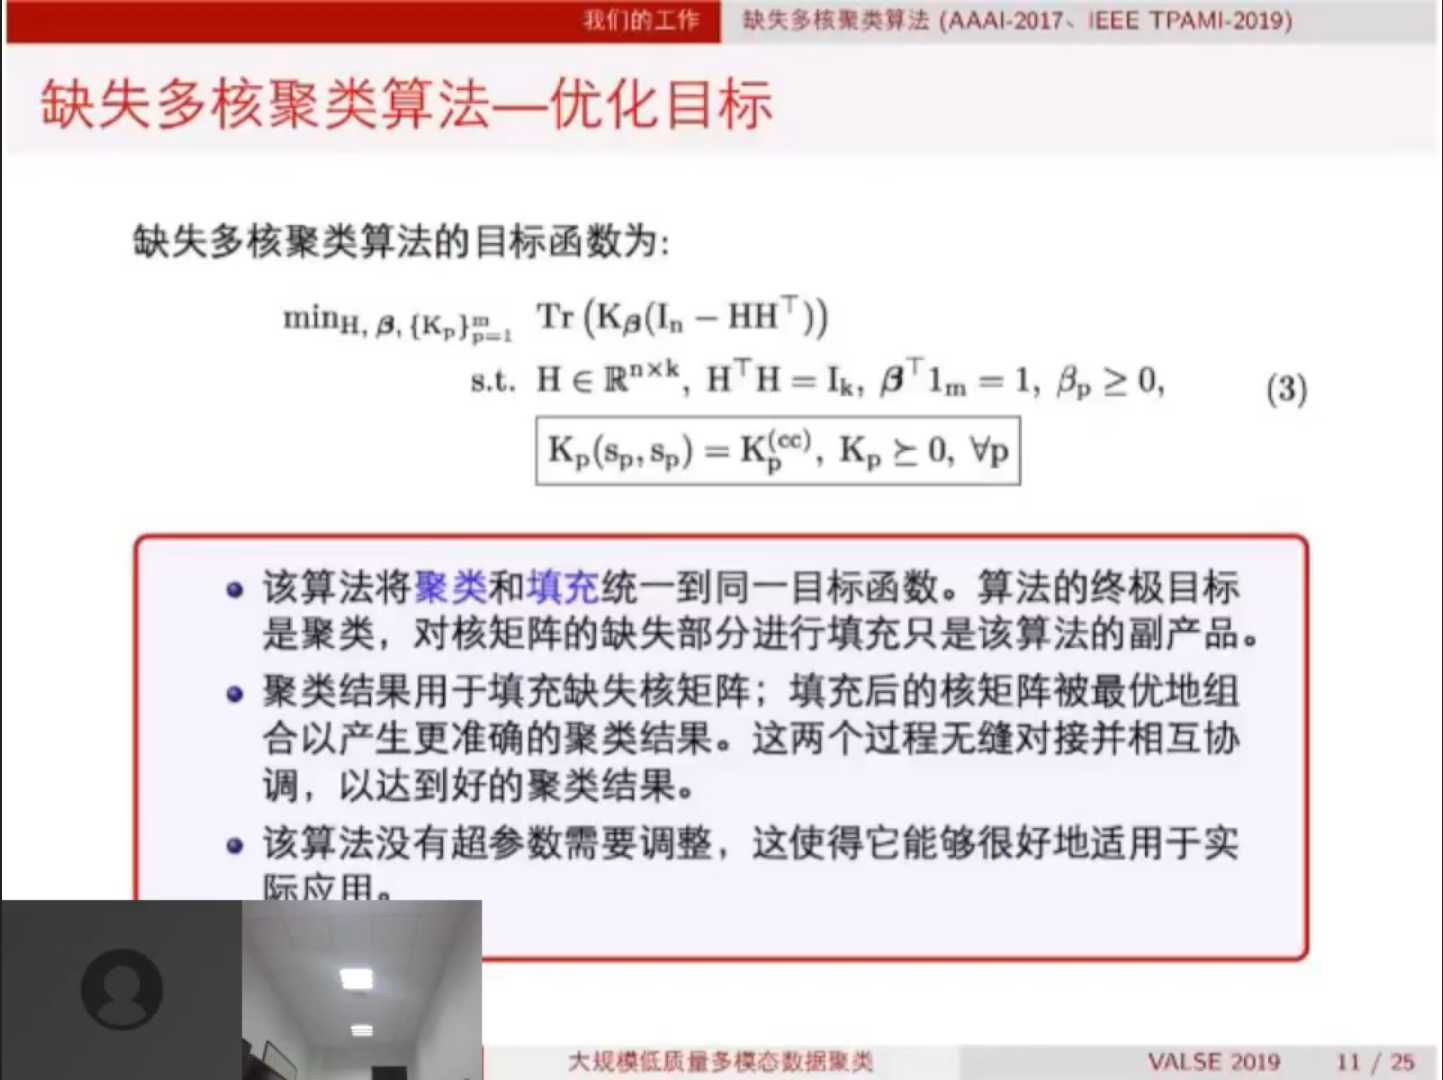 我们的工作 缺失多核聚类算法 (AAAI-2017、IEEE TPAMI-2019)
缺失多核聚类算法—优化目标
缺失多核聚类算法的目标函数为:
min_{H, β, {K_p}_{p=1}^m} Tr (K_β(I_n − HH^⊤))
s.t. H ∈ ℝ^{n×k}, H^⊤H = I_k, β^⊤1_m = 1, β_p ≥ 0, (3)
K_p(s_p, s_p) = K_p^{(cc)}, K_p ⪰ 0, ∀p
该算法将聚类和填充统一到同一目标函数。算法的终极目标
是聚类，对核矩阵的缺失部分进行填充只是该算法的副产品。
聚类结果用于填充缺失核矩阵；填充后的核矩阵被最优地组
合以产生更准确的聚类结果。这两个过程无缝对接并相互协
调，以达到好的聚类结果。
该算法没有超参数需要调整，这使得它能够很好地适用于实
际应用。
大规模低质量多模态数据聚类 VALSE 2019 11 / 25